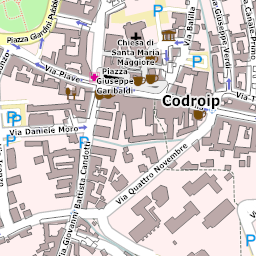 Piazza Giardini Pubblici
Chiesa di
Santa Maria
Maggiore
Via Balilla
Giuseppe Verdi
Via Piave
Piazza
Giuseppe
Garibaldi
Codroip
P
Via Daniele Moro
P
P
P
P
Via Giovanni Battista Candotti
Via Quattro Novembre
P